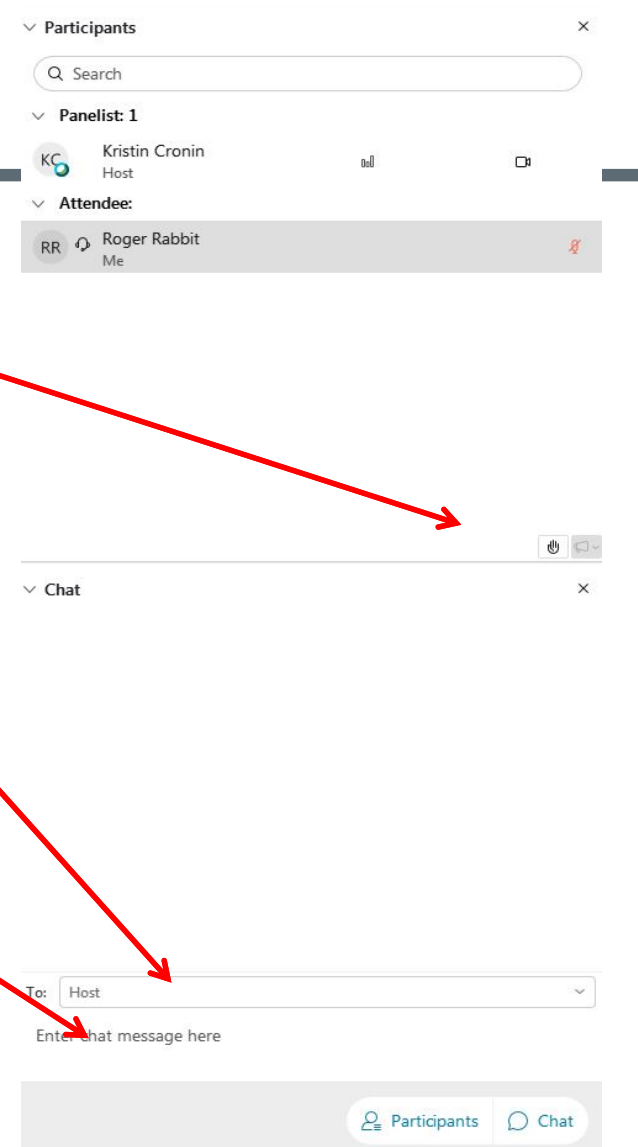 Participants
Search
Panelist: 1
KC Kristin Cronin
Host
Attendee:
RR Roger Rabbit
Me
Chat
To: Host
Enter chat message here
Participants Chat